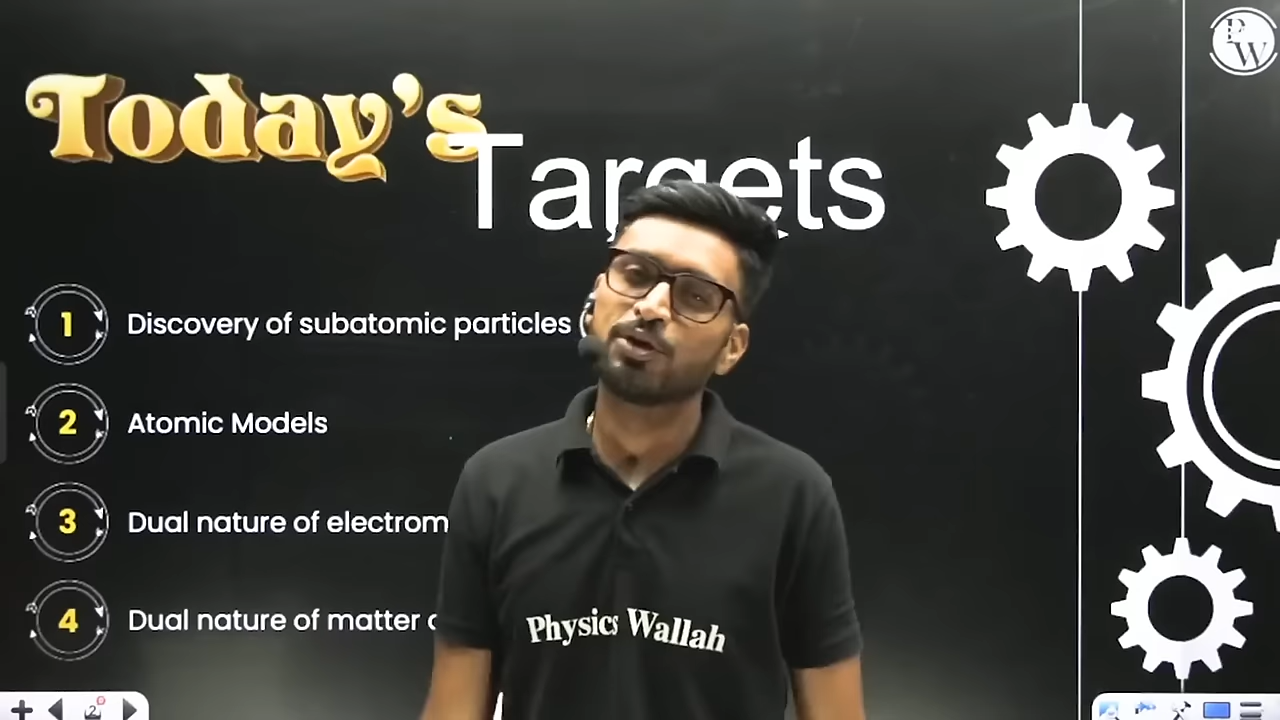 PW
Today's
Targets
1 Discovery of subatomic particles (
2 Atomic Models
3 Dual nature of electrom
4 Dual nature of matter
Physics Wallah
2